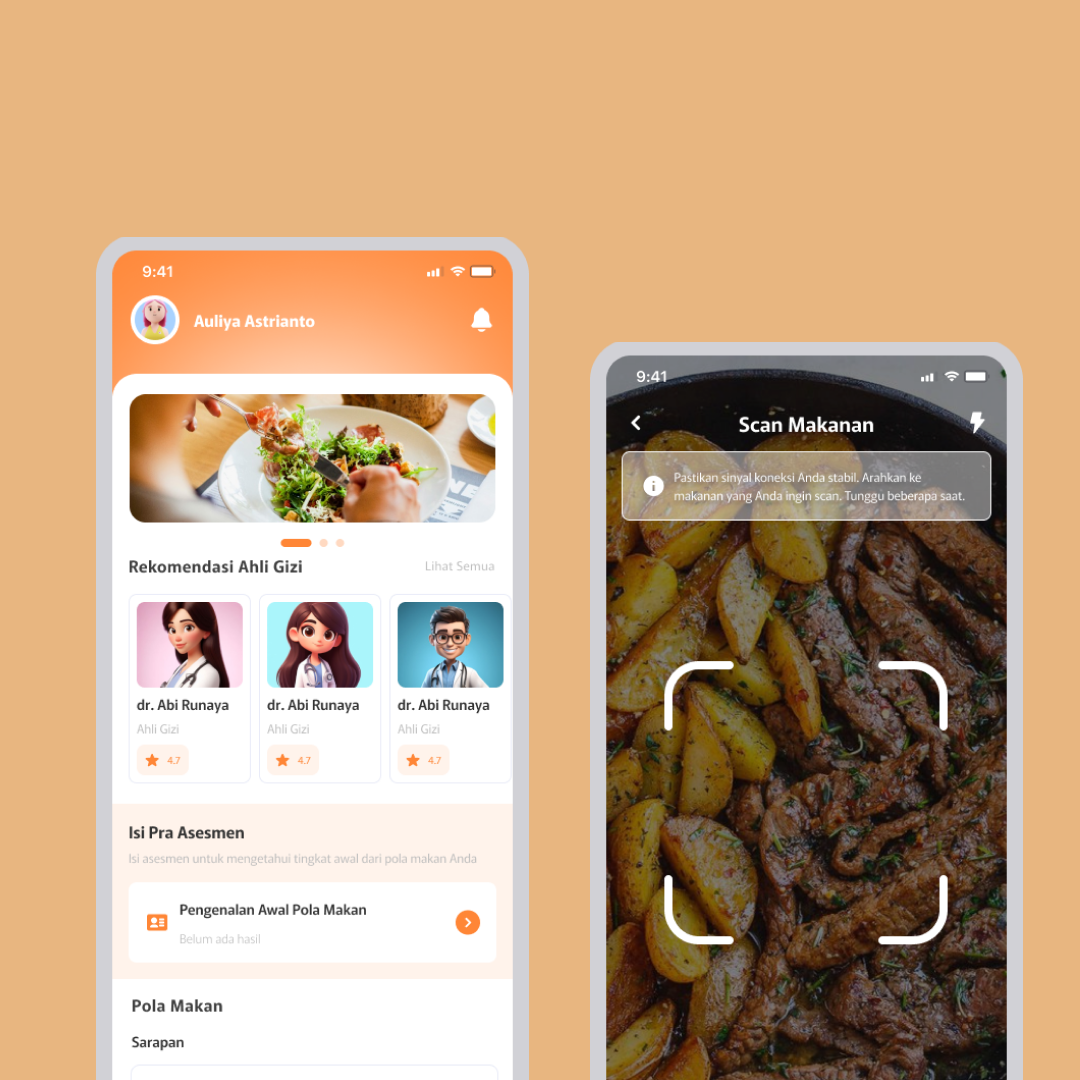 9:41
Auliya Astrianto
Rekomendasi Ahli Gizi
Lihat Semua
dr. Abi Runaya
Ahli Gizi
4.7
dr. Abi Runaya
Ahli Gizi
4.7
dr. Abi Runaya
Ahli Gizi
4.7
Isi Pra Asesmen
Isi asesmen untuk mengetahui tingkat awal dari pola makan Anda
Pengenalan Awal Pola Makan
Belum ada hasil
Pola Makan
Sarapan
9:41
Scan Makanan
Pastikan sinyal koneksi Anda stabil. Arahkan ke
makanan yang Anda ingin scan. Tunggu beberapa saat.